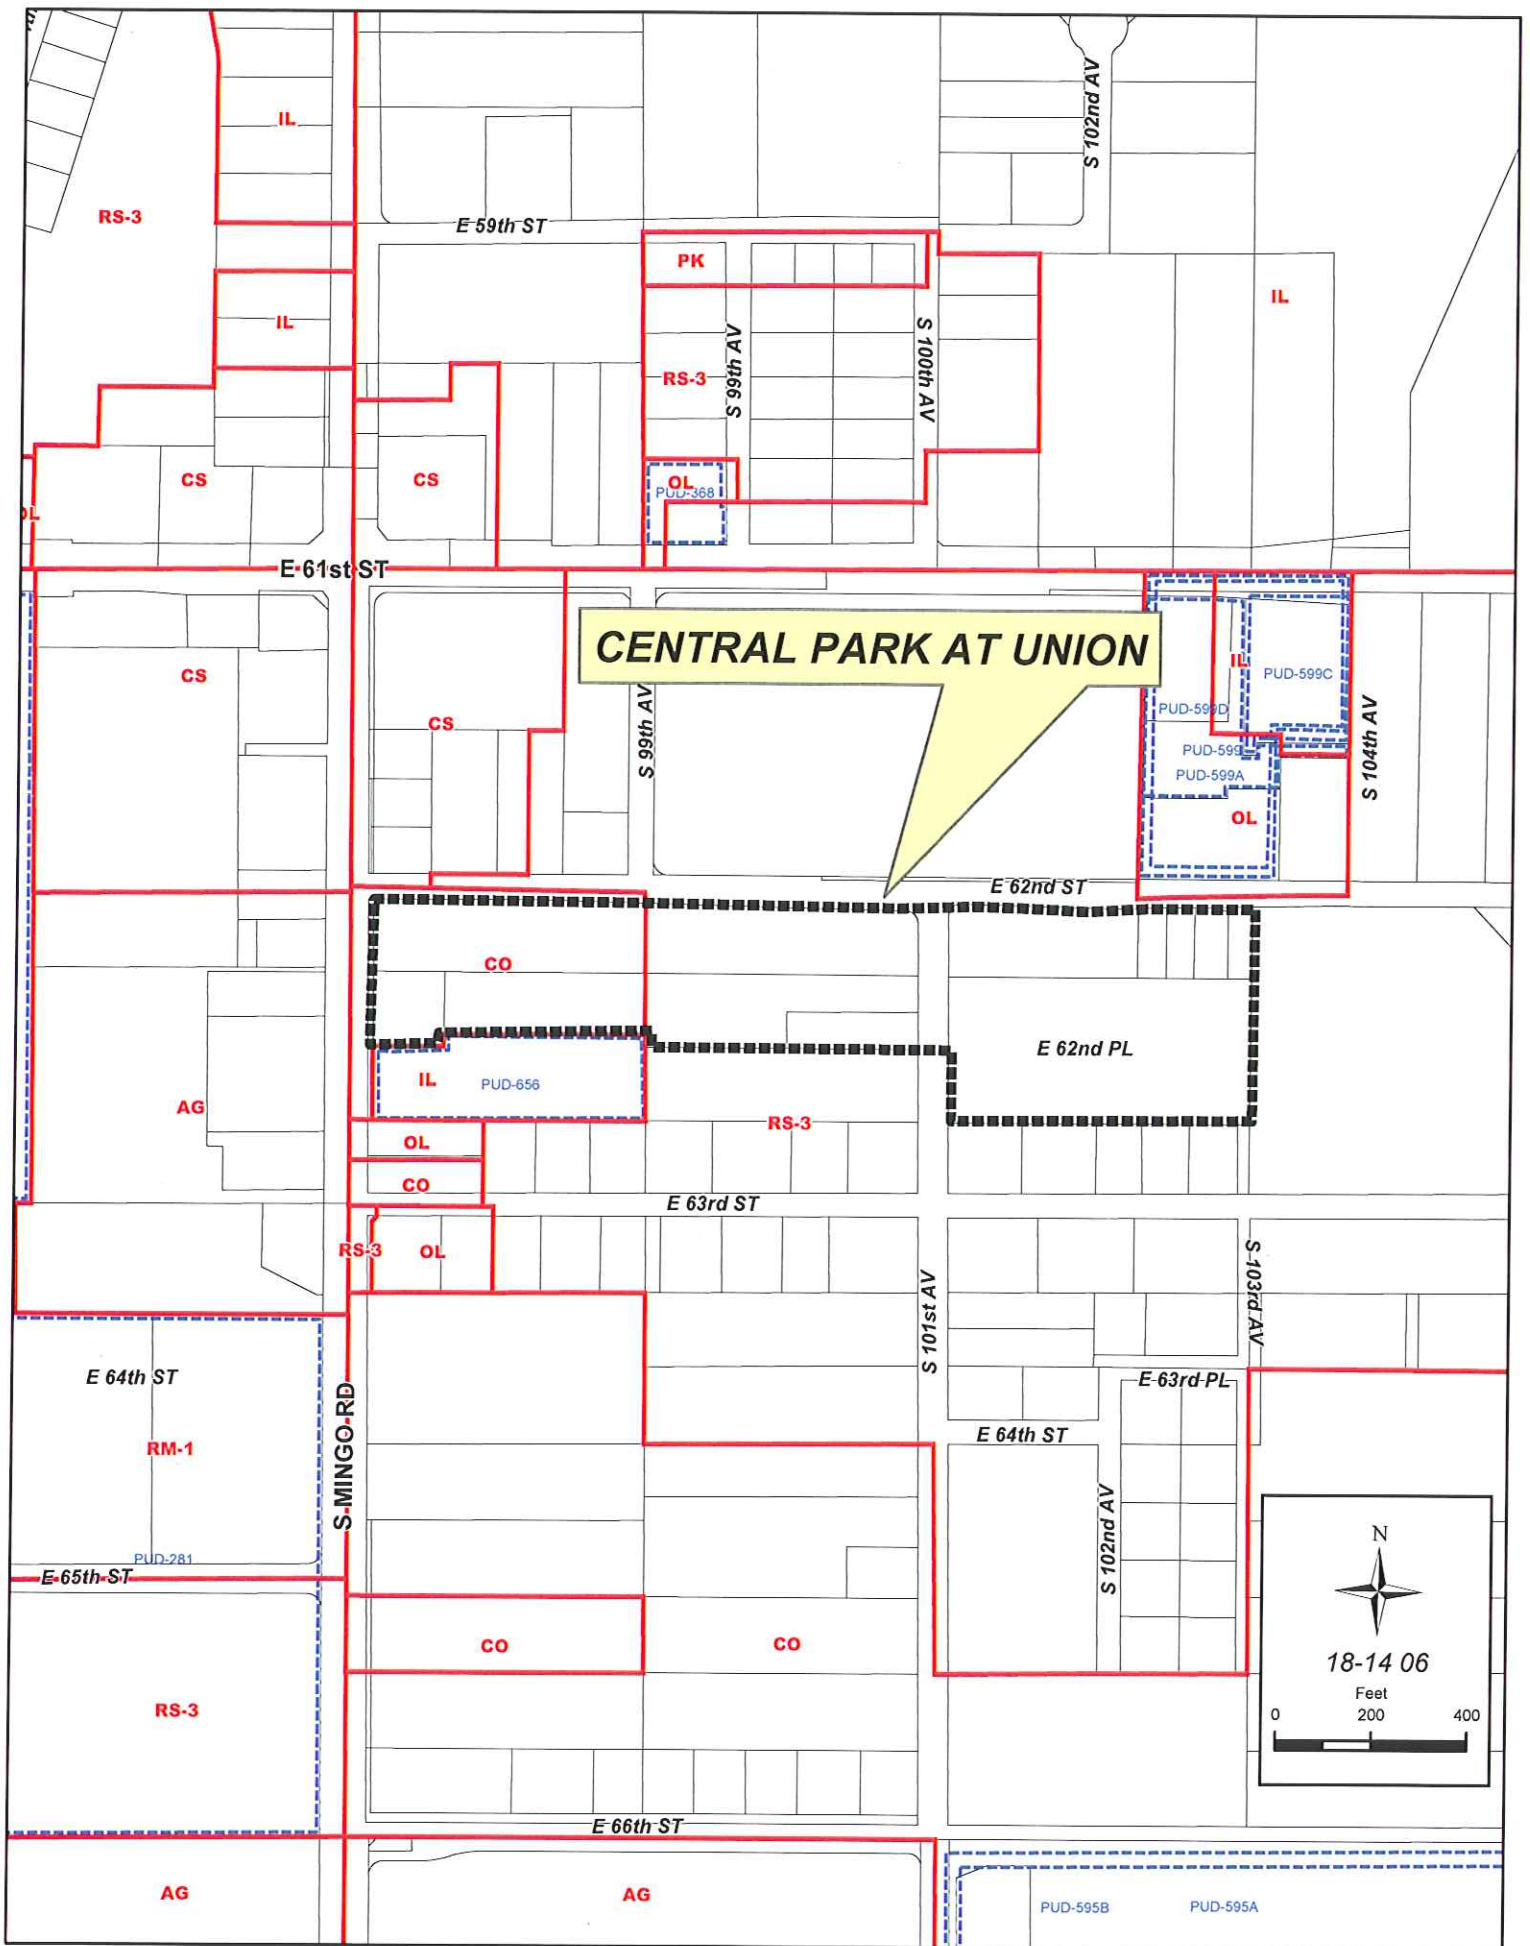 S 102nd AV
IL
RS-3
E 59th ST
PK
IL
IL
S 99th AV
S 100th AV
RS-3
CS
CS
OL
PUD-368
OL
E 61st ST
CENTRAL PARK AT UNION
CS
IL
PUD-599C
S 99th AV
PUD-599D
CS
S 104th AV
PUD-599
PUD-599A
OL
E 62nd ST
CO
E 62nd PL
IL
PUD-656
AG
RS-3
OL
CO
E 63rd ST
RS-3
OL
S 101st AV
S 103rd AV
E 64th ST
E 63rd PL
E 64th ST
RM-1
S MINGO RD
S 102nd AV
N
PUD-281
E 65th ST
CO
CO
18-14 06
Feet
0 200 400
RS-3
E 66th ST
AG
AG
PUD-595B
PUD-595A